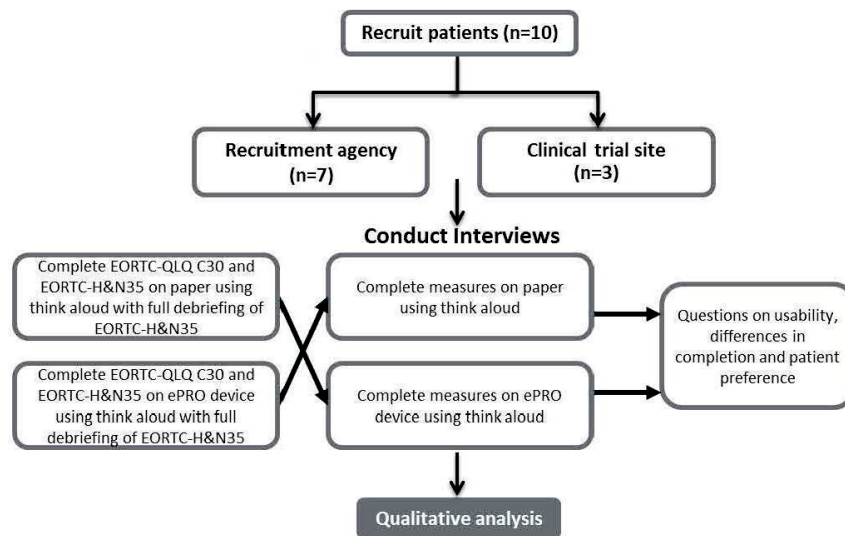 Recruit patients (n=10)
Recruitment agency
(n=7)
Clinical trial site
(n=3)
Conduct Interviews
Complete EORTC-QLQ C30 and
EORTC-H&N35 on paper using
think aloud with full debriefing of
EORTC-H&N35
Complete measures on paper
using think aloud
Questions on usability,
differences in
completion and patient
preference
Complete EORTC-QLQ C30 and
EORTC-H&N35 on ePRO device
using think aloud with full
debriefing of EORTC-H&N35
Complete measures on ePRO
device using think aloud
Qualitative analysis